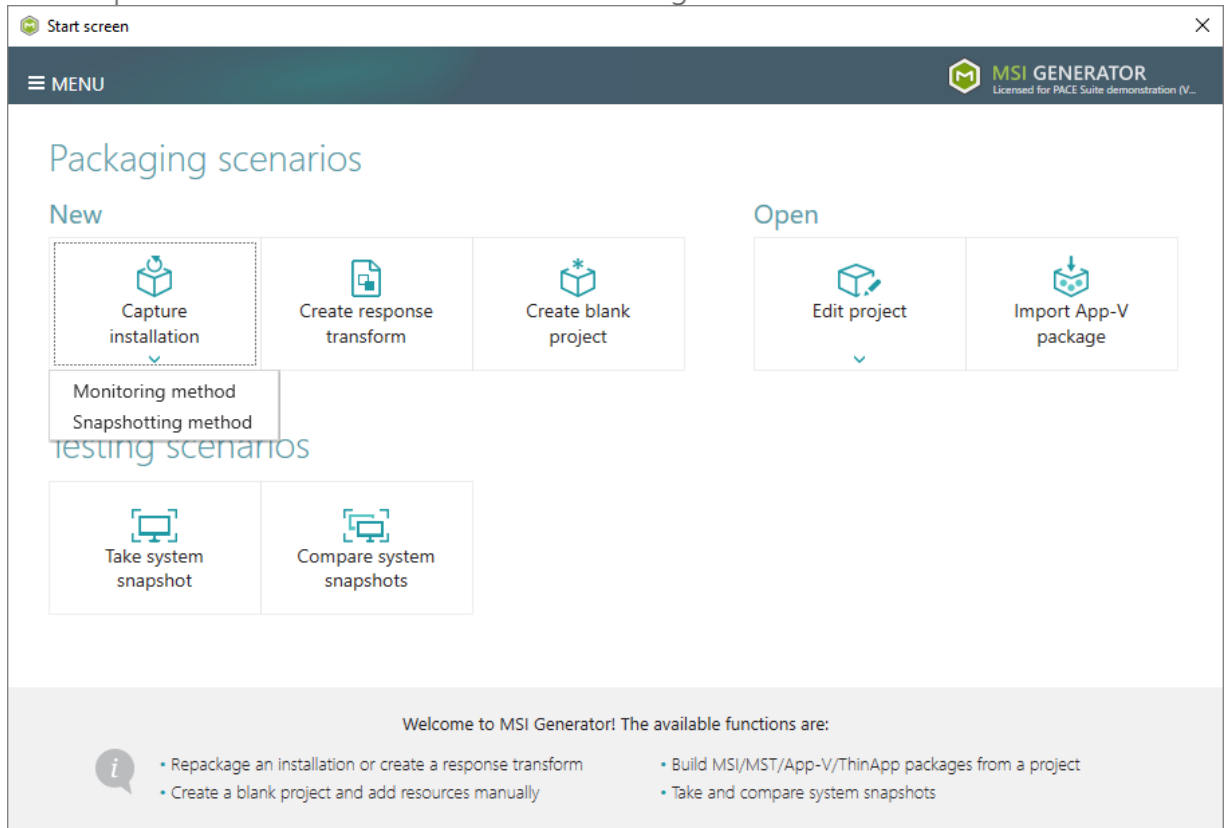 Start screen
MENU
MSI GENERATOR
Licensed for PACE Suite demonstration (V...
Packaging scenarios
New
Open
Capture
installation
Create response
transform
Create blank
project
Edit project
Import App-V
package
Monitoring method
Snapshotting method
Testing scenarios
Take system
snapshot
Compare system
snapshots
Welcome to MSI Generator! The available functions are:
• Repackage an installation or create a response transform
• Create a blank project and add resources manually
• Build MSI/MST/App-V/ThinApp packages from a project
• Take and compare system snapshots